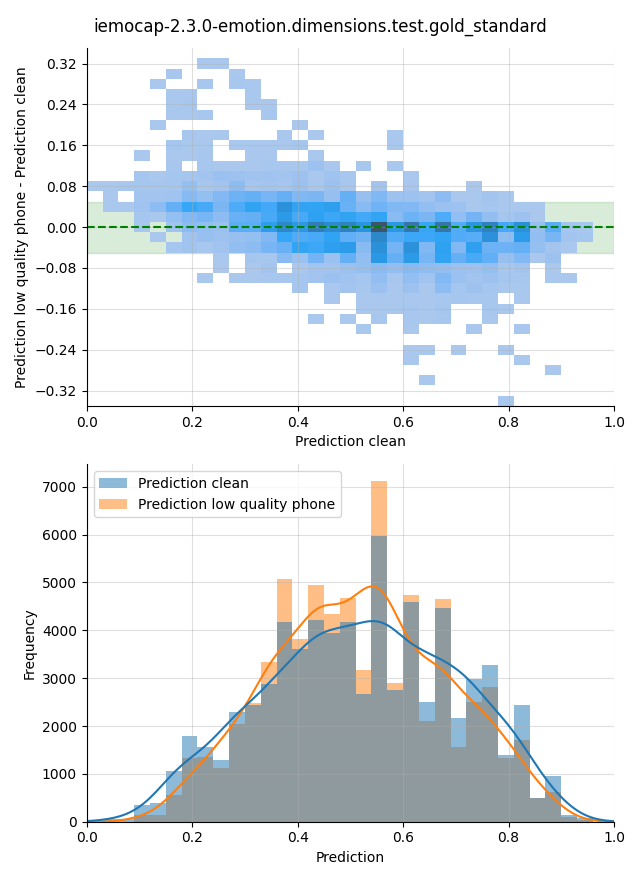 iemocap-2.3.0-emotion.dimensions.test.gold_standard
Prediction low quality phone - Prediction clean
0.32
0.24
0.16
0.08
0.00
−0.08
−0.16
−0.24
−0.32
0.0 0.2 0.4 0.6 0.8 1.0
Prediction clean
Frequency
7000
6000
5000
4000
3000
2000
1000
0
Prediction clean
Prediction low quality phone
0.0 0.2 0.4 0.6 0.8 1.0
Prediction